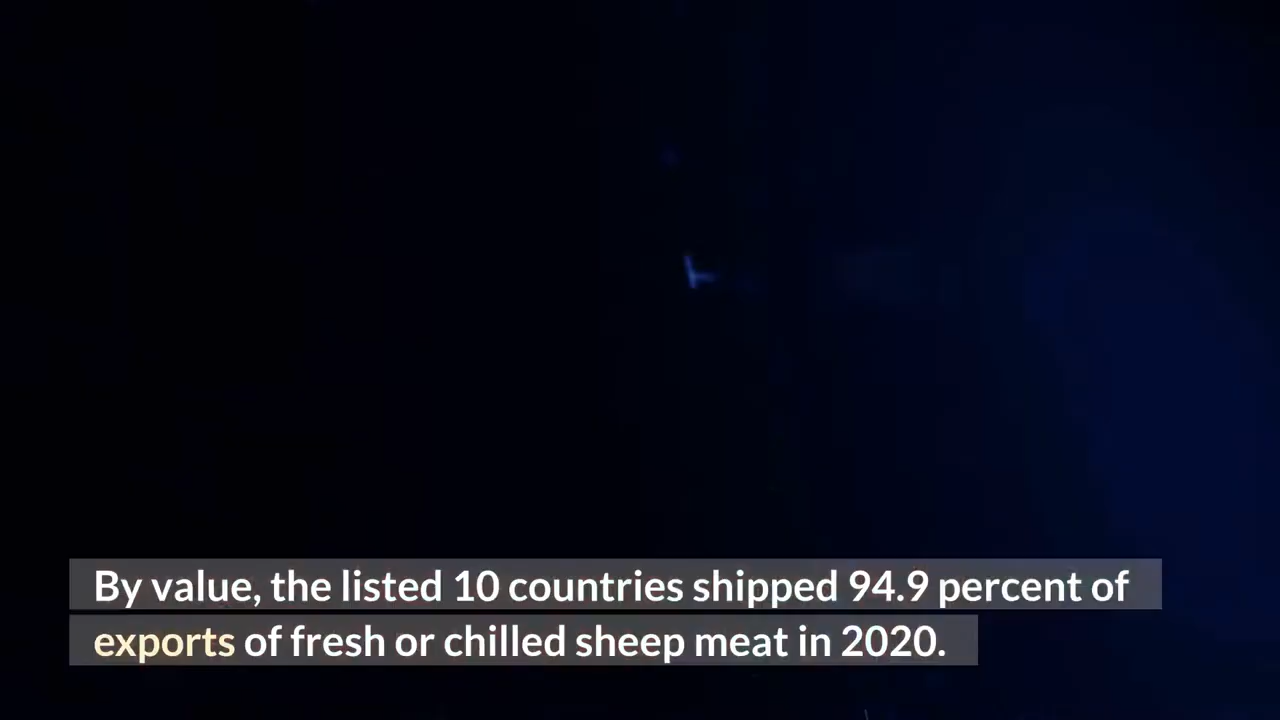 By value, the listed 10 countries shipped 94.9 percent of
exports of fresh or chilled sheep meat in 2020.